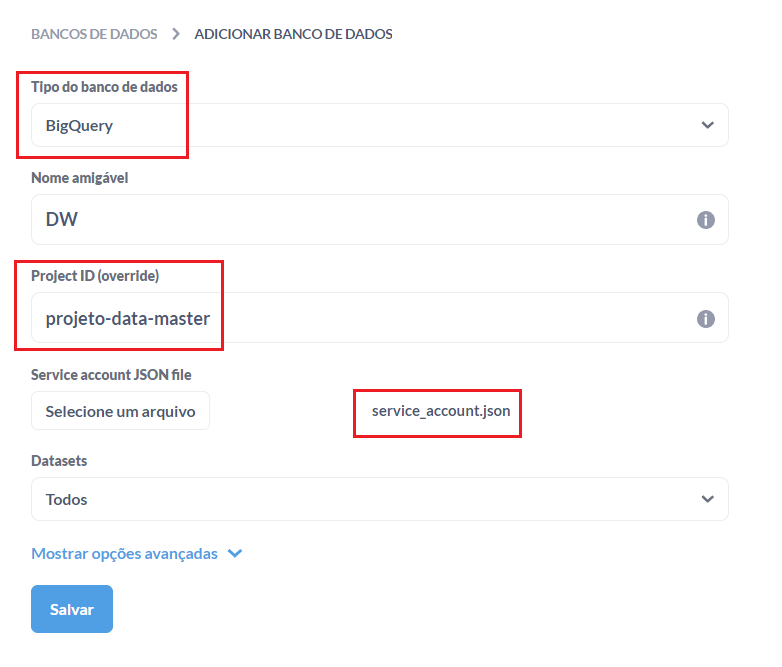 BANCOS DE DADOS > ADICIONAR BANCO DE DADOS
Tipo do banco de dados
BigQuery
Nome amigável
DW
Project ID (override)
projeto-data-master
Service account JSON file
Selecione um arquivo service_account.json
Datasets
Todos
Mostrar opções avançadas
Salvar